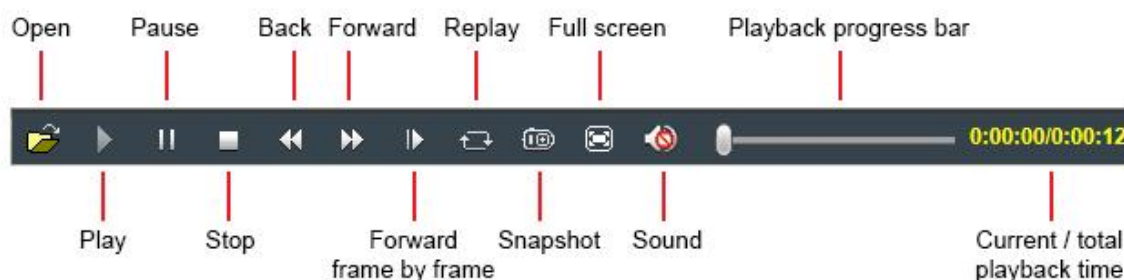 Open Pause Back Forward Replay Full screen Playback progress bar
0:00:00/0:00:12
Play Stop Forward Snapshot Sound Current / total
frame by frame playback time